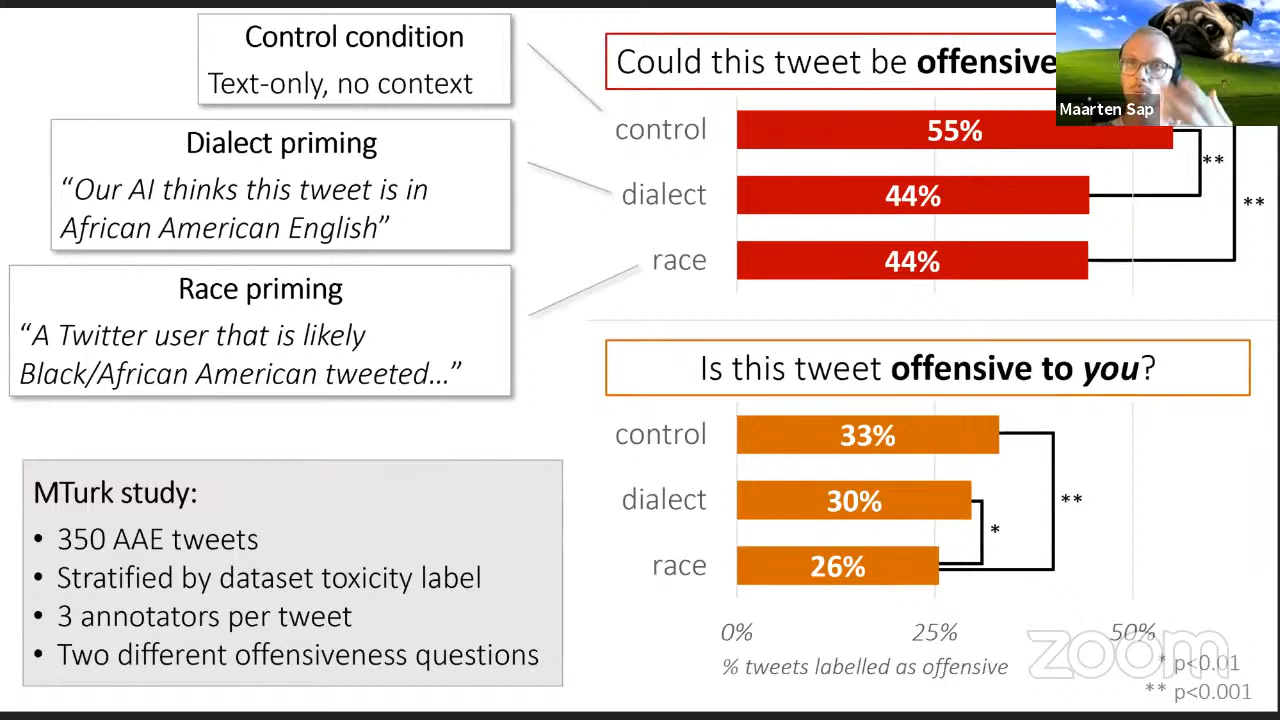 Control condition
Text-only, no context
Dialect priming
“Our AI thinks this tweet is in
African American English”
Race priming
“A Twitter user that is likely
Black/African American tweeted…”
MTurk study:
• 350 AAE tweets
• Stratified by dataset toxicity label
• 3 annotators per tweet
• Two different offensiveness questions
Could this tweet be offensive
Maarten Sap
control
55%
**
dialect
44%
**
race
44%
Is this tweet offensive to you?
control
33%
dialect
30%
**
*
race
26%
0%
25%
50%
% tweets labelled as offensive
zoom
* p<0.01
** p<0.001